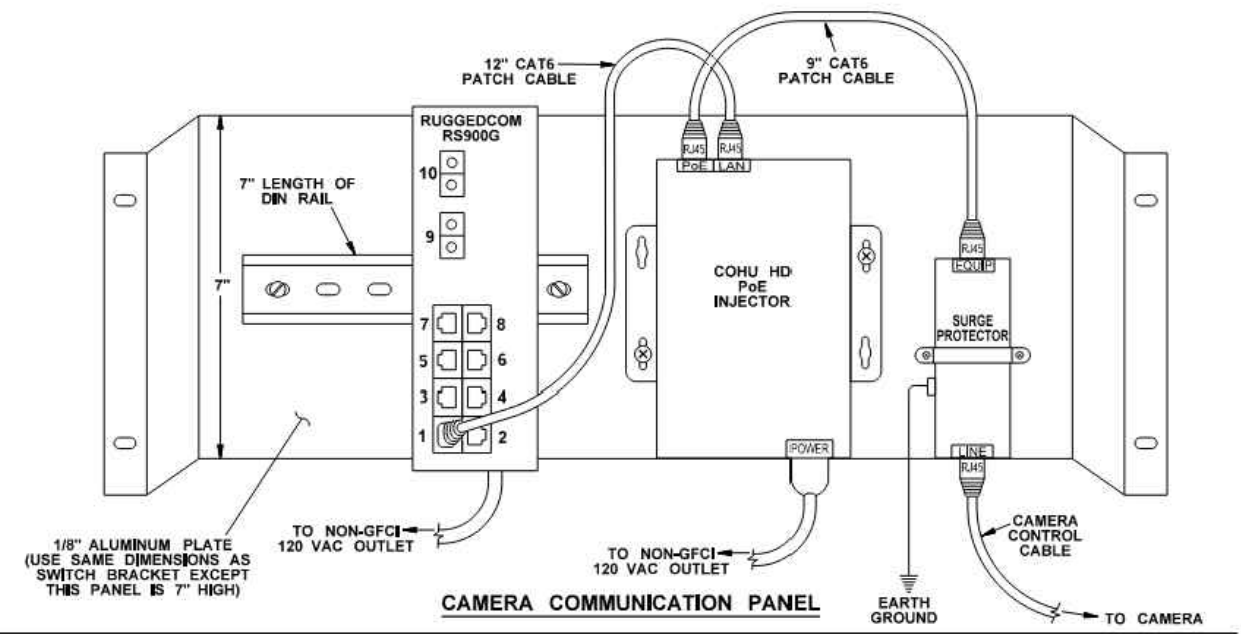 12" CAT6
PATCH CABLE
9" CAT6
PATCH CABLE
RUGGEDCOM
RS900G
10
9
7" LENGTH OF
DIN RAIL
7"
RJ45
RJ45
PoE
LAN
RJ45
EQUIP
COHU HD
PoE
INJECTOR
SURGE
PROTECTOR
7
8
5
6
3
4
1
2
POWER
LINE
RJ45
TO NON-GFCI
120 VAC OUTLET
TO NON-GFCI
120 VAC OUTLET
CAMERA
CONTROL
CABLE
1/8" ALUMINUM PLATE
(USE SAME DIMENSIONS AS
SWITCH BRACKET EXCEPT
THIS PANEL IS 7" HIGH)
EARTH
GROUND
TO CAMERA
CAMERA COMMUNICATION PANEL